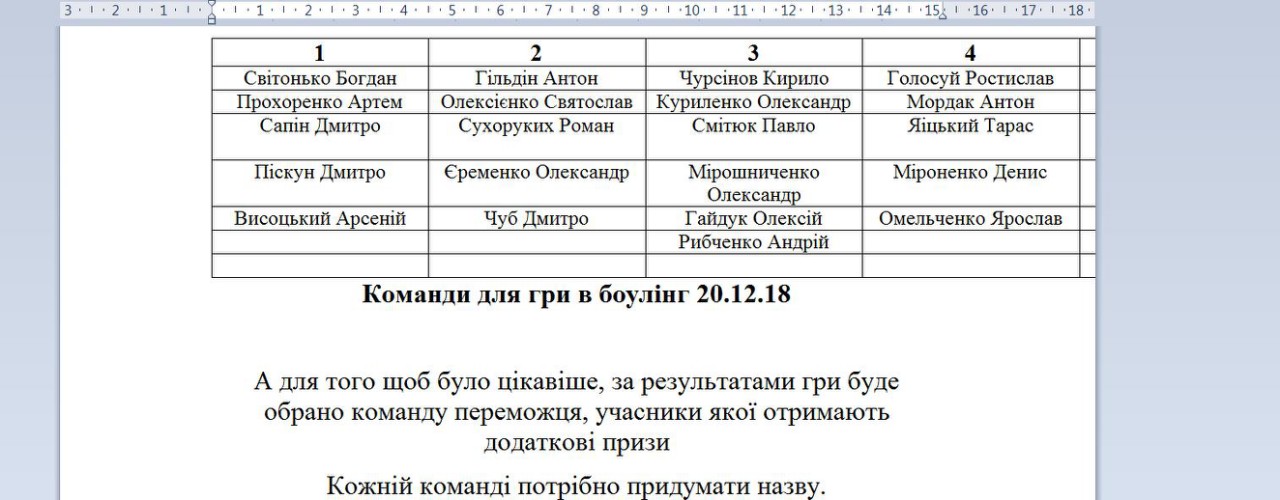 3 2 1 1 2 3 4 5 6 7 8 9 10 11 12 13 14 15 16 17 18
1 2 3 4
Світонько Богдан Гільдін Антон Чурсінов Кирило Голосуй Ростислав
Прохоренко Артем Олексієнко Святослав Куриленко Олександр Мордак Антон
Сапін Дмитро Сухоруких Роман Смітюк Павло Яіцький Тарас
Піскун Дмитро Єременко Олександр Мірошниченко Міроненко Денис
Олександр
Висоцький Арсеній Чуб Дмитро Гайдук Олексій Омельченко Ярослав
Рибченко Андрій
Команди для гри в боулінг 20.12.18
А для того щоб було цікавіше, за результатами гри буде
обрано команду переможця, учасники якої отримають
додаткові призи
Кожній команді потрібно придумати назву.